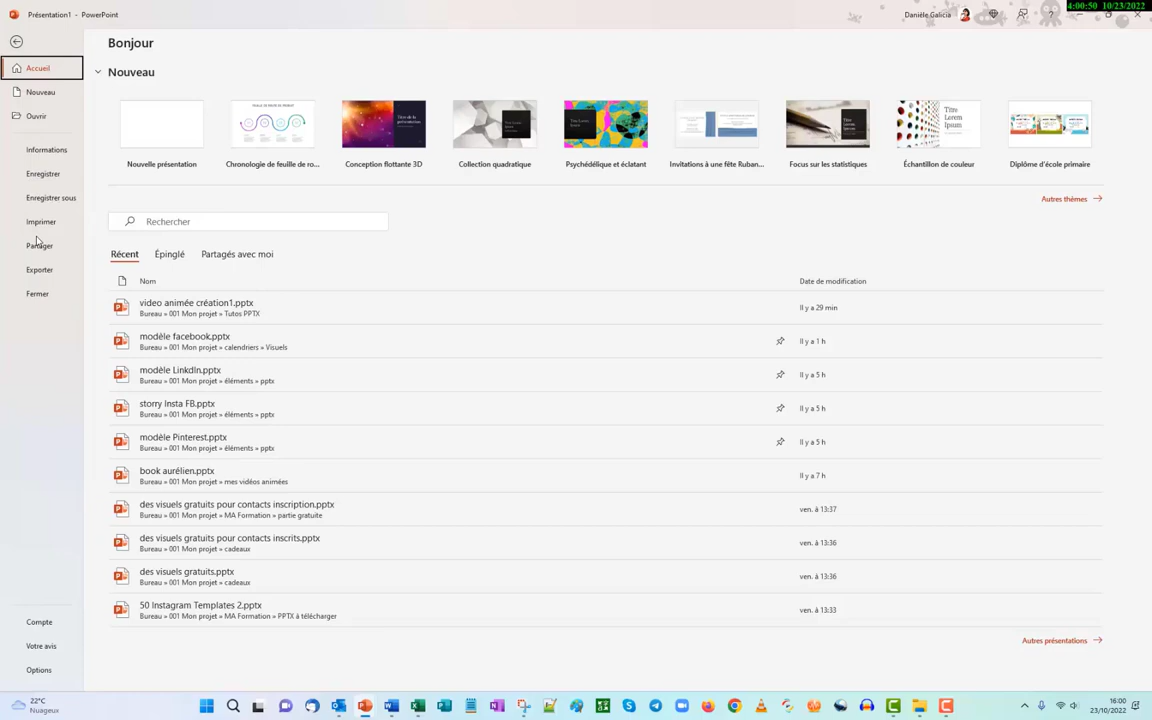 Présentation1 - PowerPoint
Danièle Galicia
4:00:50 10/23/2022
Accueil
Nouveau
Ouvrir
Informations
Enregistrer
Enregistrer sous
Imprimer
Partager
Exporter
Fermer
Compte
Votre avis
Options
Bonjour
Nouveau
Nouvelle présentation
Chronologie de feuille de ro...
Conception flottante 3D
Collection quadratique
Psychédélique et éclatant
Invitations à une fête Ruban...
Focus sur les statistiques
Titre
Lorem
Ipsum
Échantillon de couleur
Diplôme d'école primaire
Autres thèmes
Rechercher
Récent Épinglé Partagés avec moi
Nom Date de modification
video animée création1.pptx
Bureau » 001 Mon projet » Tutos PPTX
Il y a 29 min
modèle facebook.pptx
Bureau » 001 Mon projet » calendriers » Visuels
Il y a 1 h
modèle LinkdIn.pptx
Bureau » 001 Mon projet » éléments » pptx
Il y a 5 h
storry Insta FB.pptx
Bureau » 001 Mon projet » éléments » pptx
Il y a 5 h
modèle Pinterest.pptx
Bureau » 001 Mon projet » éléments » pptx
Il y a 5 h
book aurélien.pptx
Bureau » 001 Mon projet » mes vidéos animées
Il y a 7 h
des visuels gratuits pour contacts inscription.pptx
Bureau » 001 Mon projet » MA Formation » partie gratuite
ven. à 13:37
des visuels gratuits pour contacts inscrits.pptx
Bureau » 001 Mon projet » cadeaux
ven. à 13:36
des visuels gratuits.pptx
Bureau » 001 Mon projet » cadeaux
ven. à 13:36
50 Instagram Templates 2.pptx
Bureau » 001 Mon projet » MA Formation » PPTX à télécharger
ven. à 13:33
Autres présentations
22°C
Nuageux
16:00
23/10/2022